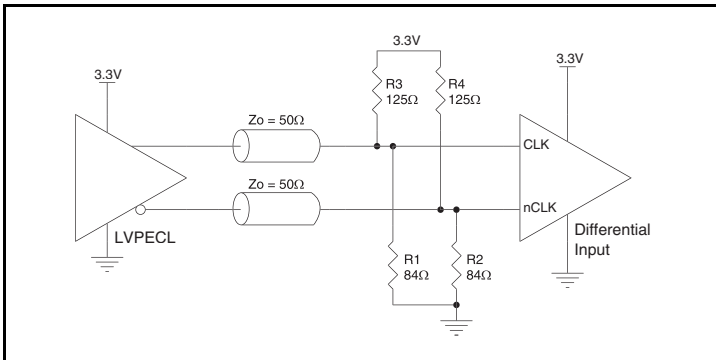 3.3V
3.3V
3.3V
R3
125Ω
R4
125Ω
Zo = 50Ω
CLK
Zo = 50Ω
nCLK
LVPECL
Differential
Input
R1
84Ω
R2
84Ω